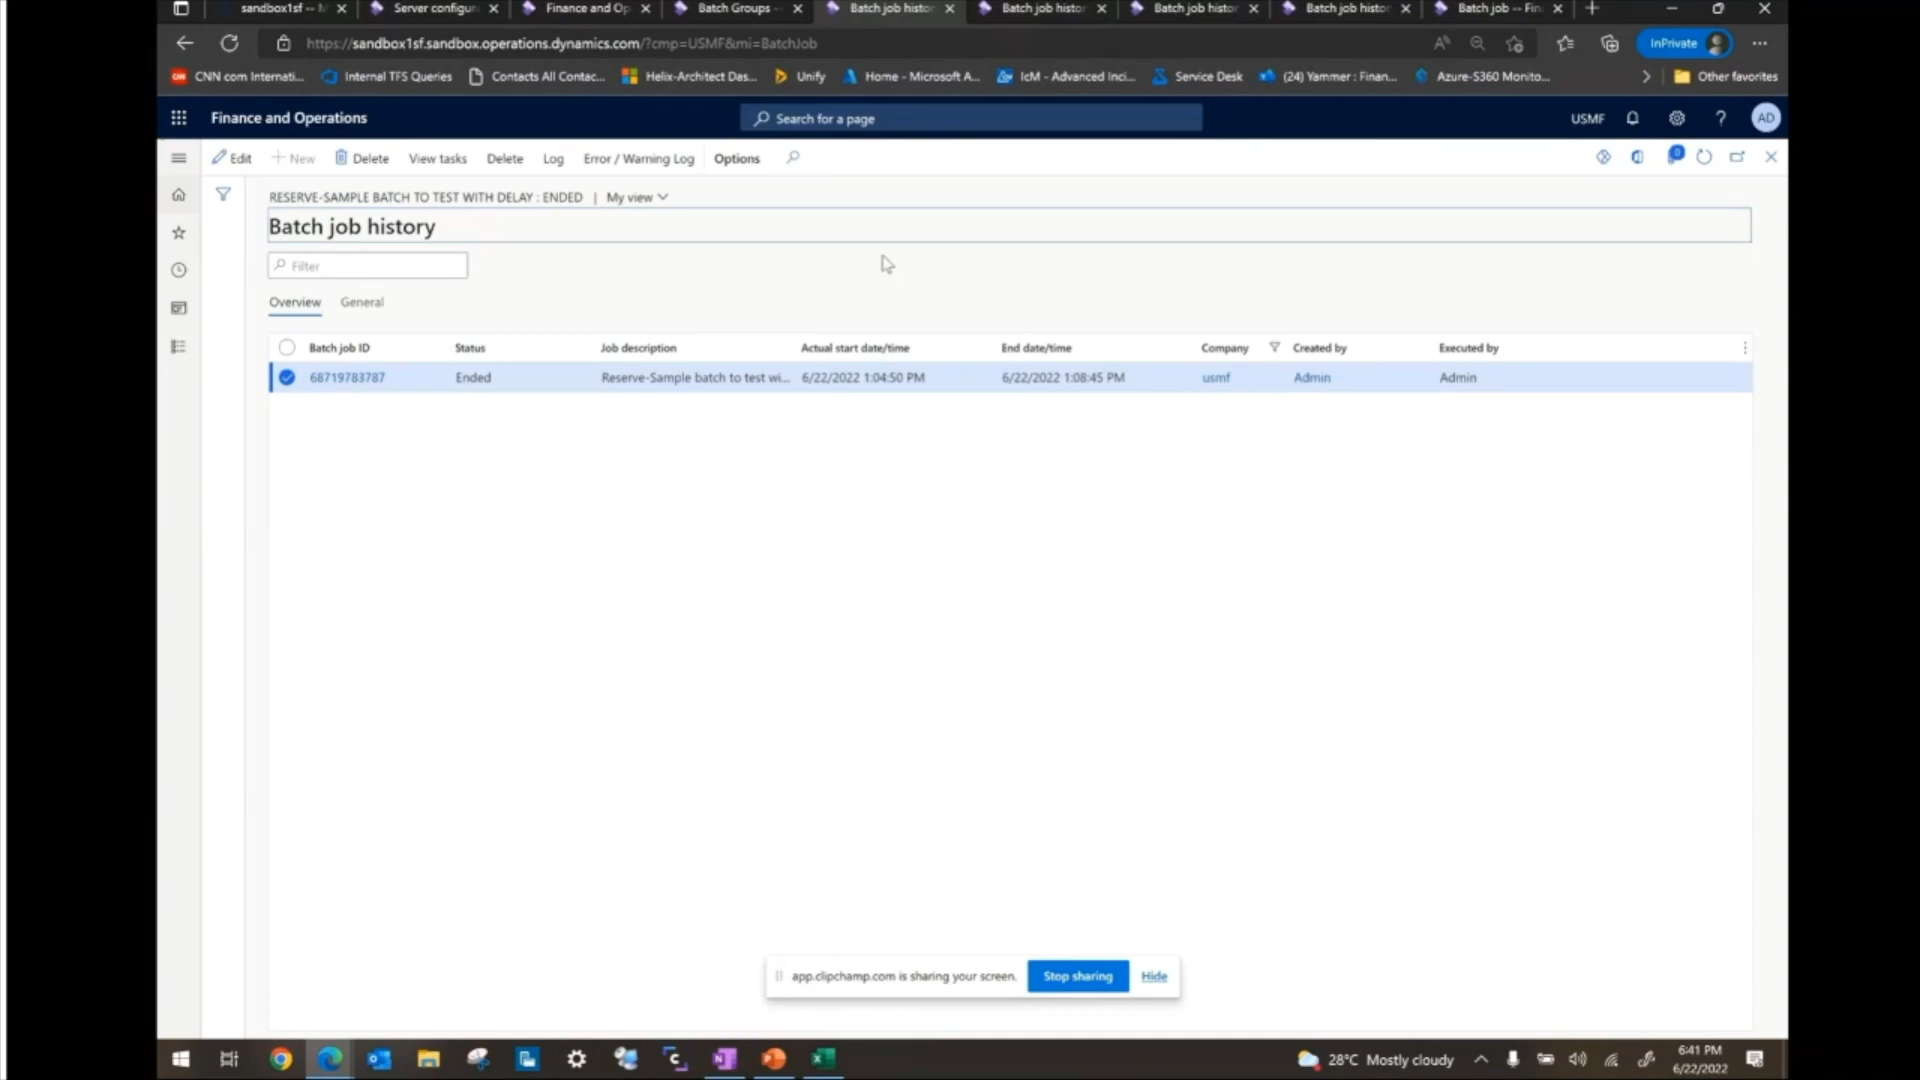 sandbox1sf -- M
Server configur
Finance and Op
Batch Groups --
Batch job histor
Batch job histor
Batch job histor
Batch job histor
Batch job -- Fin
https://sandbox1sf.sandbox.operations.dynamics.com/?cmp=USMF&mi=BatchJob
InPrivate
CNN com Internati...
Internal TFS Queries
Contacts All Contac...
Helix-Architect Das...
Unify
Home - Microsoft A...
IcM - Advanced Inci...
Service Desk
(24) Yammer : Finan...
Azure-S360 Monito...
Other favorites
Finance and Operations
Search for a page
USMF
AD
Edit
New
Delete
View tasks
Delete
Log
Error / Warning Log
Options
0
RESERVE-SAMPLE BATCH TO TEST WITH DELAY : ENDED | My view
Batch job history
Filter
Overview
General
Batch job ID Status Job description Actual start date/time End date/time Company Created by Executed by
68719783787 Ended Reserve-Sample batch to test wi... 6/22/2022 1:04:50 PM 6/22/2022 1:08:45 PM usmf Admin Admin
app.clipchamp.com is sharing your screen.
Stop sharing
Hide
28°C Mostly cloudy
6:41 PM
6/22/2022